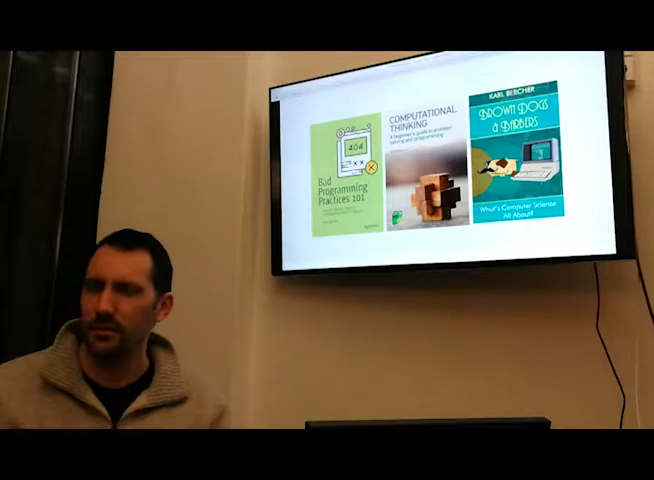 404
Bad
Programming
Practices 101
COMPUTATIONAL
THINKING
A beginner's guide to problem
solving and programming
KARL BEECHER
BROWN DOGS
& BARBERS
What's Computer Science
All About?